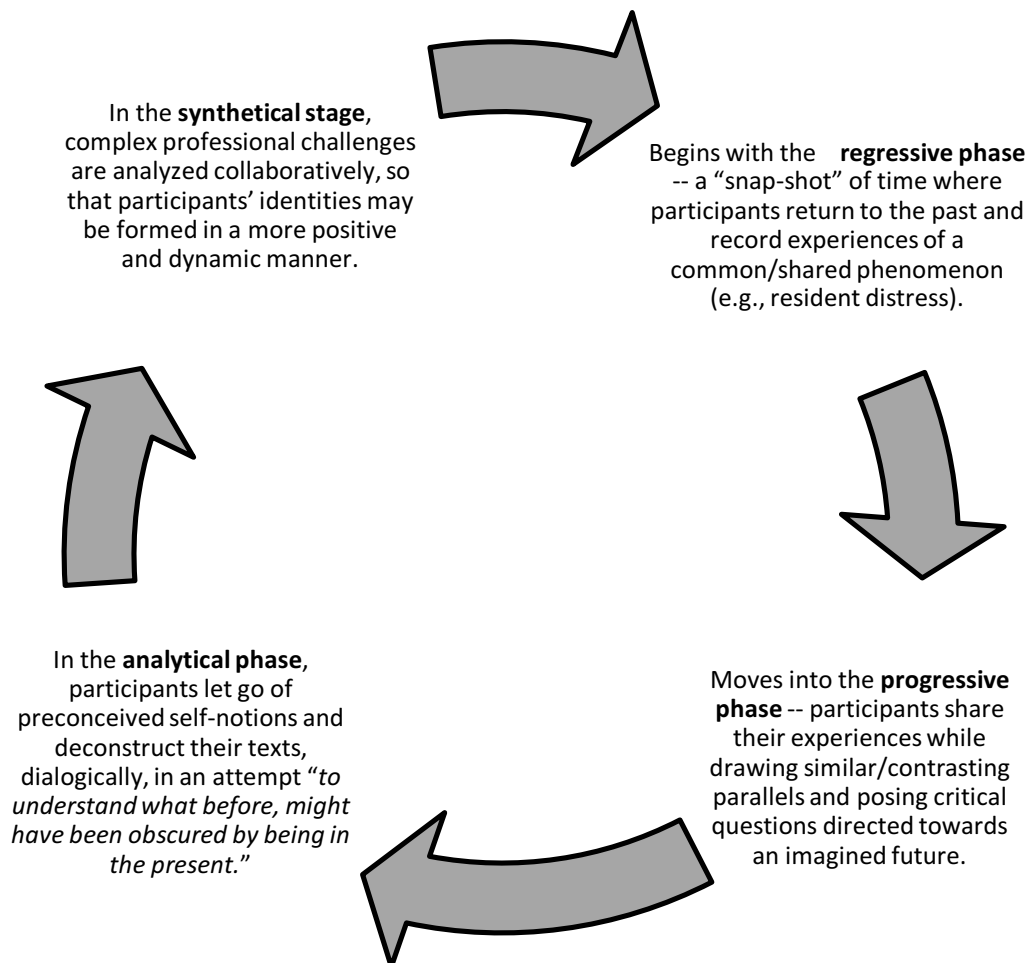 In the synthetical stage,
complex professional challenges
are analyzed collaboratively, so
that participants’ identities may
be formed in a more positive
and dynamic manner.
Begins with the regressive phase
-- a “snap-shot” of time where
participants return to the past and
record experiences of a
common/shared phenomenon
(e.g., resident distress).
Moves into the progressive
phase -- participants share
their experiences while
drawing similar/contrasting
parallels and posing critical
questions directed towards
an imagined future.
In the analytical phase,
participants let go of
preconceived self-notions and
deconstruct their texts,
dialogically, in an attempt “to
understand what before, might
have been obscured by being in
the present.”